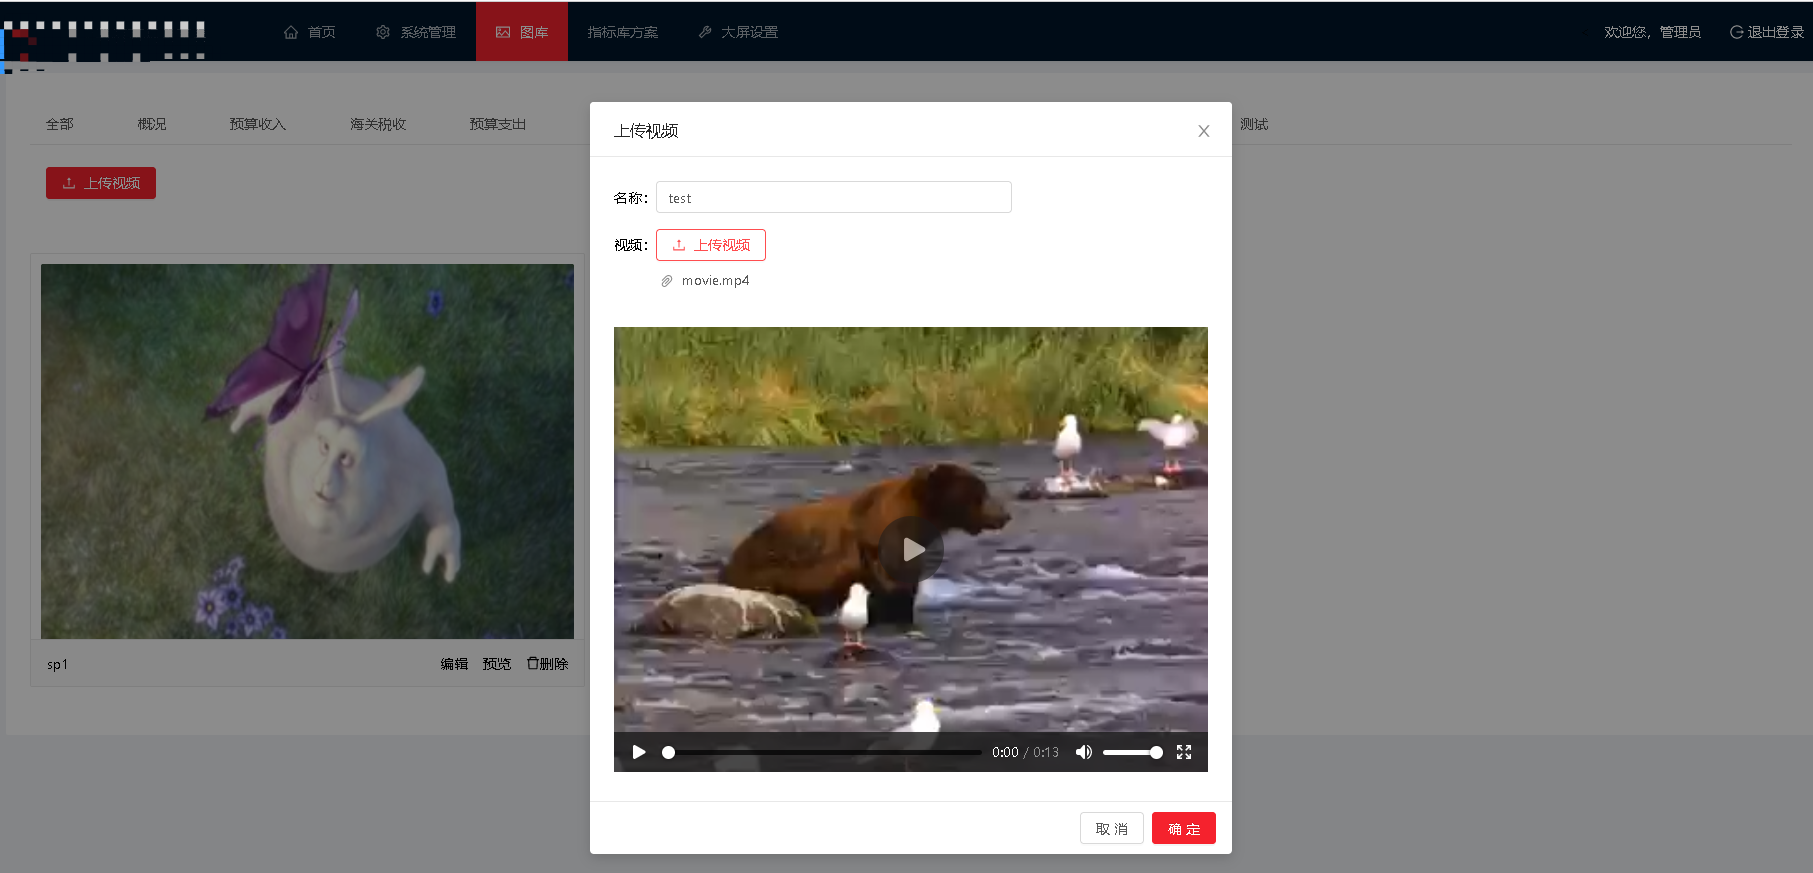 首页 系统管理 图库 指标库方案 大屏设置 欢迎您，管理员 退出登录
全部 概况 预算收入 海关税收 预算支出 测试
上传视频
sp1 编辑 预览 删除
上传视频
名称： test
视频： 上传视频
movie.mp4
0:00 / 0:13
取 消 确 定